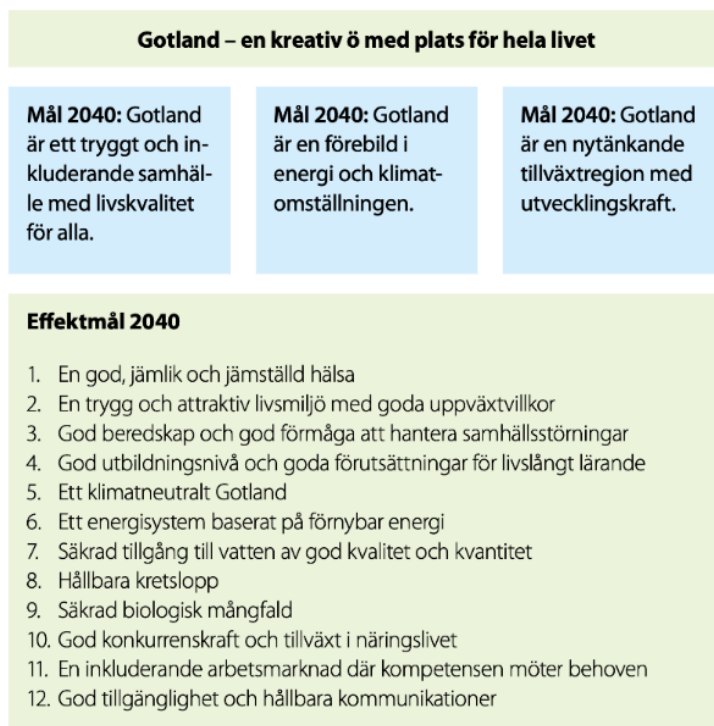 Gotland – en kreativ ö med plats för hela livet
Mål 2040: Gotland
är ett tryggt och in-
kluderande samhäl-
le med livskvalitet
för alla.
Mål 2040: Gotland
är en förebild i
energi och klimat-
omställningen.
Mål 2040: Gotland
är en nytänkande
tillväxtregion med
utvecklingskraft.
Effektmål 2040
1. En god, jämlik och jämställd hälsa
2. En trygg och attraktiv livsmiljö med goda uppväxtvillkor
3. God beredskap och god förmåga att hantera samhällsstörningar
4. God utbildningsnivå och goda förutsättningar för livslångt lärande
5. Ett klimatneutralt Gotland
6. Ett energisystem baserat på förnybar energi
7. Säkrad tillgång till vatten av god kvalitet och kvantitet
8. Hållbara kretslopp
9. Säkrad biologisk mångfald
10. God konkurrenskraft och tillväxt i näringslivet
11. En inkluderande arbetsmarknad där kompetensen möter behoven
12. God tillgänglighet och hållbara kommunikationer